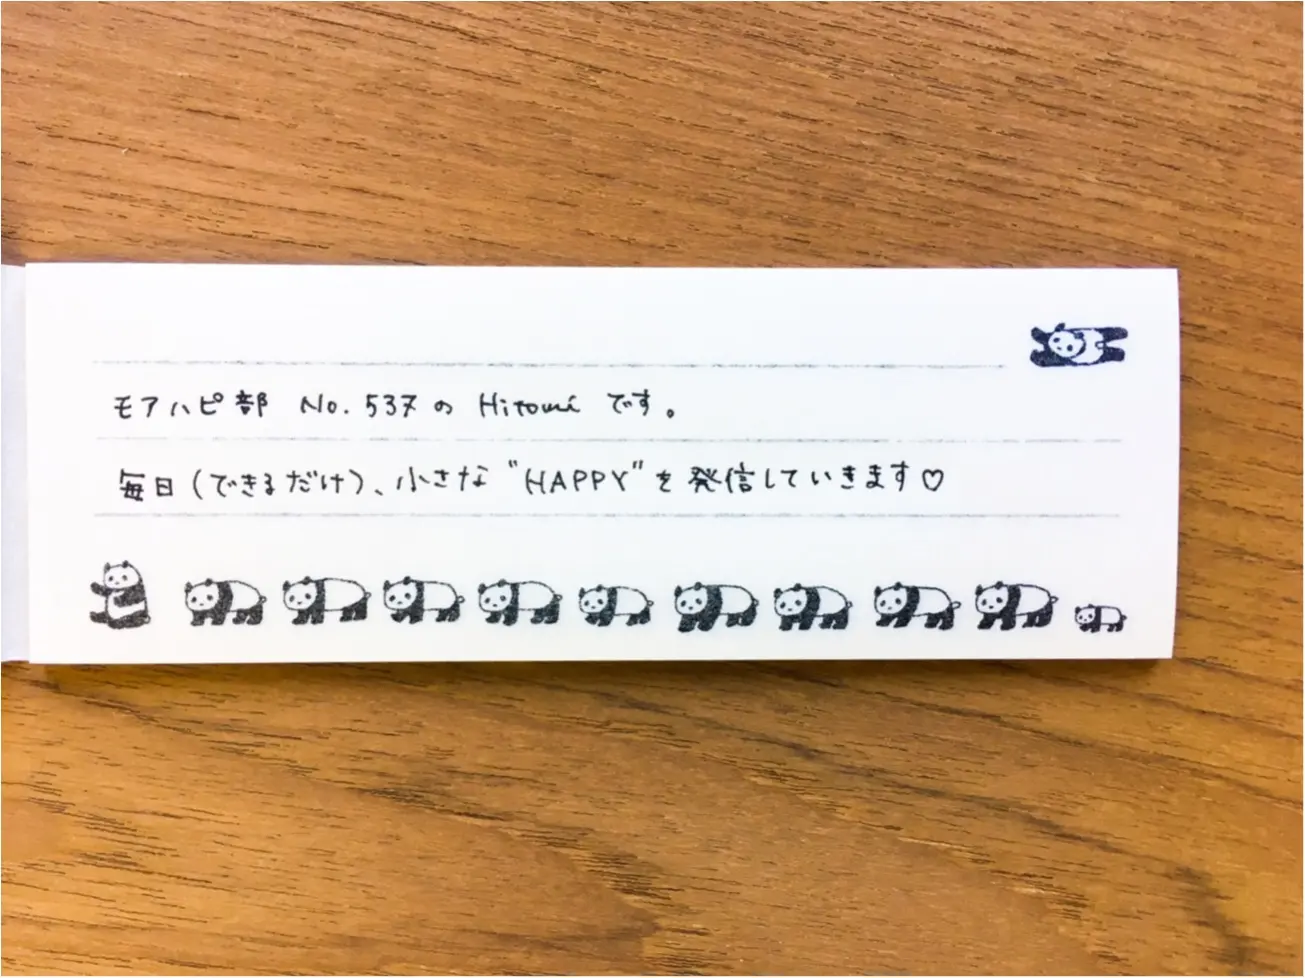 モアハピ部 No. 537 の Hitomi です。
毎日(できるだけ)、小さな "HAPPY" を 発信していきます♡